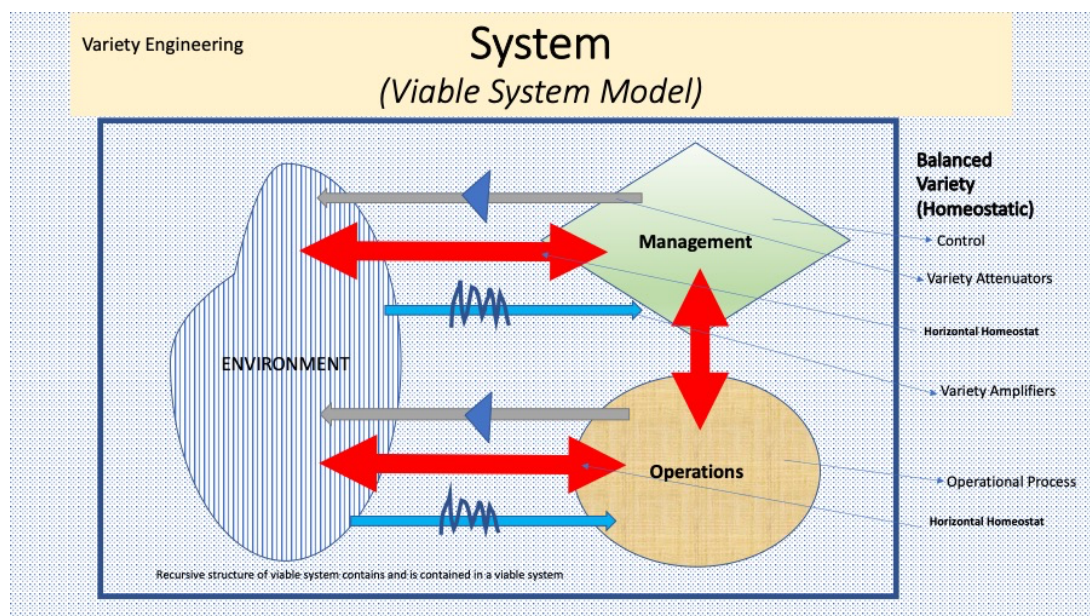 Variety Engineering
System
(Viable System Model)
Balanced
Variety
(Homeostatic)
Control
Management
Variety Attenuators
Horizontal Homeostat
ENVIRONMENT
Variety Amplifiers
Operations
Operational Process
Horizontal Homeostat
Recursive structure of viable system contains and is contained in a viable system